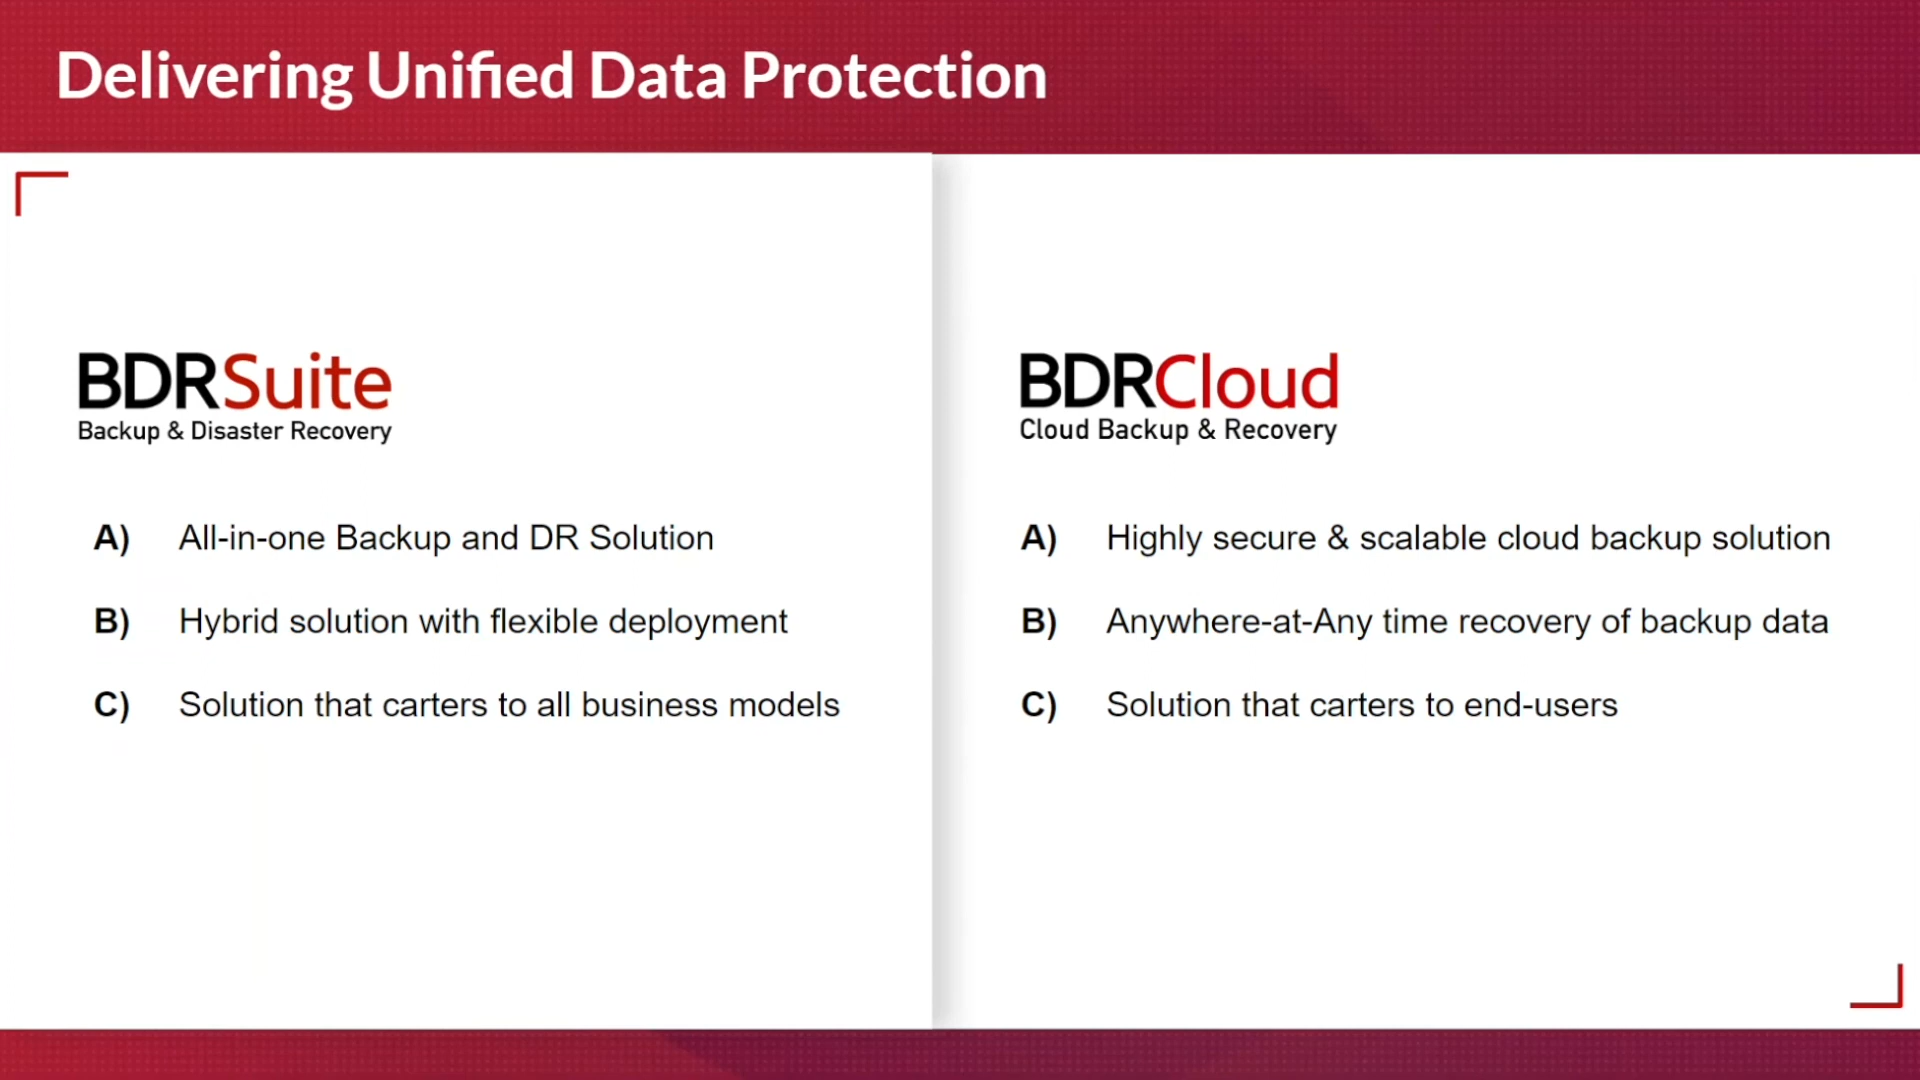 Delivering Unified Data Protection
BDRSuite
Backup & Disaster Recovery
A) All-in-one Backup and DR Solution
B) Hybrid solution with flexible deployment
C) Solution that carters to all business models
BDRCloud
Cloud Backup & Recovery
A) Highly secure & scalable cloud backup solution
B) Anywhere-at-Any time recovery of backup data
C) Solution that carters to end-users